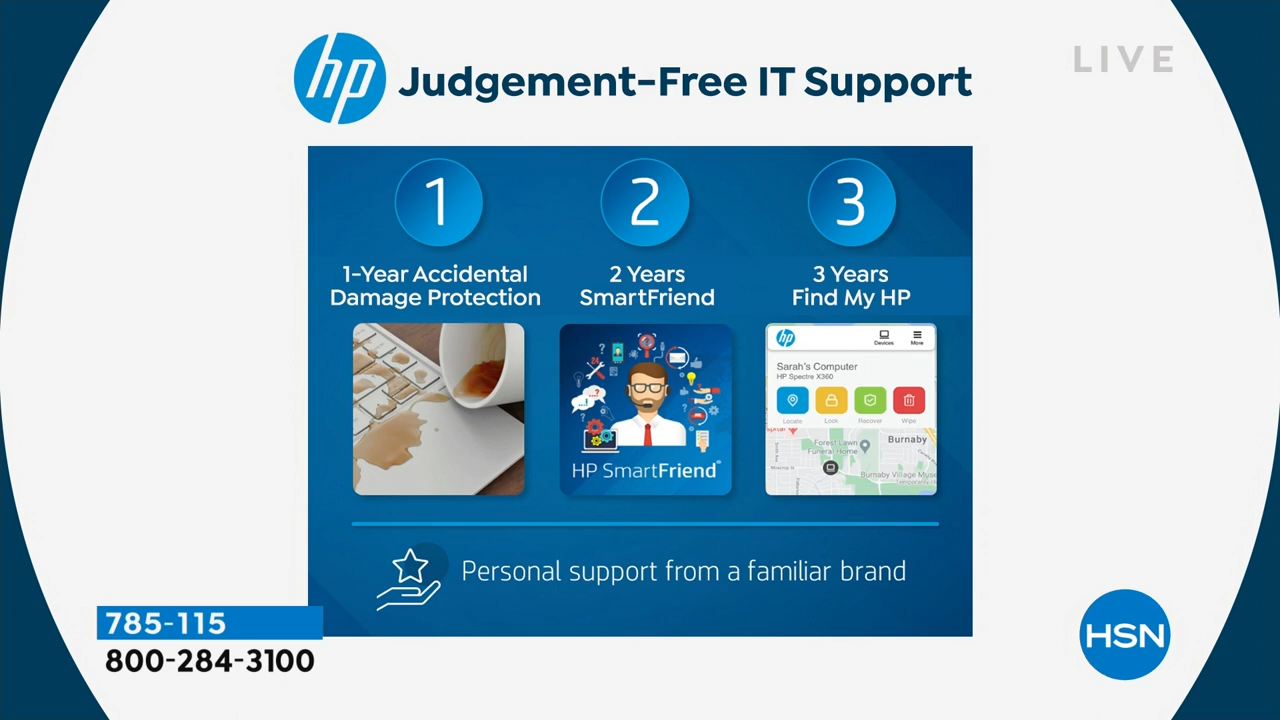 hp Judgement-Free IT Support
LIVE
1
2
3
1-Year Accidental
Damage Protection
2 Years
SmartFriend
3 Years
Find My HP
HP SmartFriend
hp
Devices
More
Sarah's Computer
HP Spectre X360
Locate
Lock
Recover
Wipe
Forest Lawn
Funeral Home
Burnaby
Burnaby Village Muse
Personal support from a familiar brand
785-115
800-284-3100
HSN